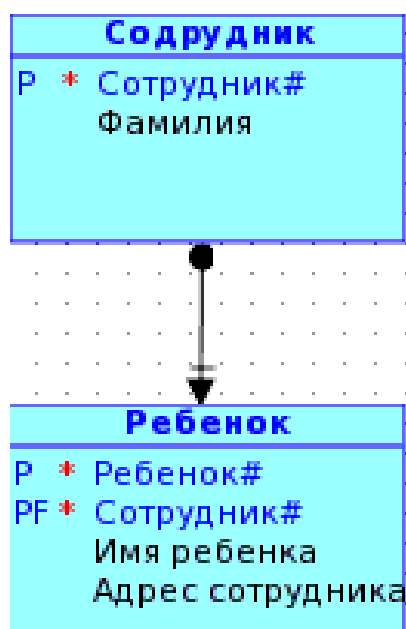 Содрудник
P * Сотрудник#
Фамилия
Ребенок
P * Ребенок#
PF * Сотрудник#
Имя ребенка
Адрес сотрудника